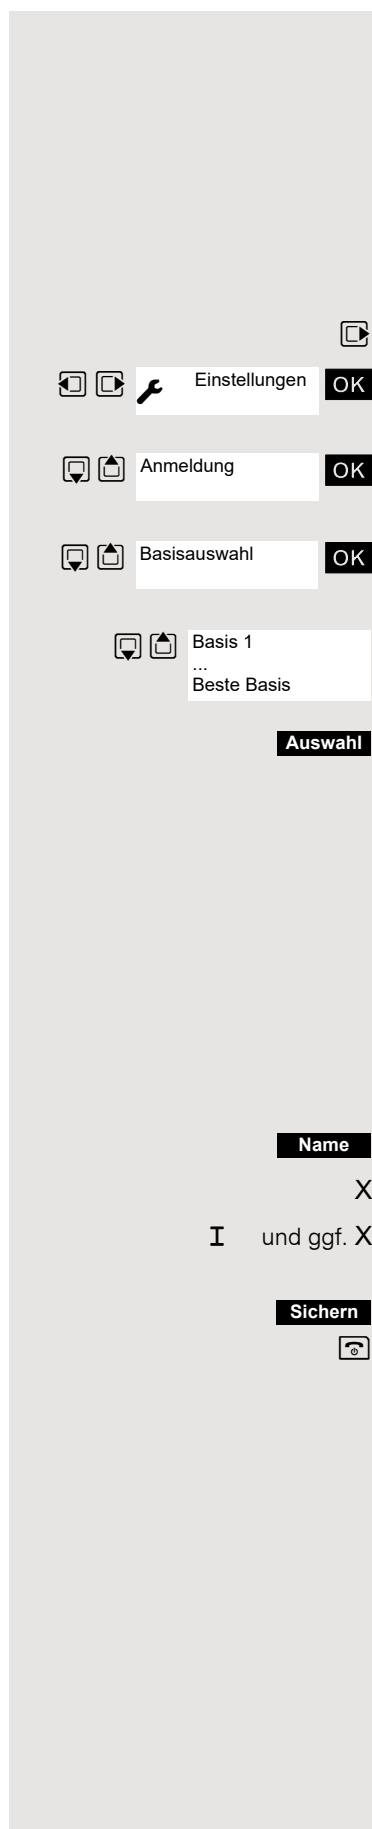 Einstellungen OK
Anmeldung OK
Basisauswahl OK
Basis 1
...
Beste Basis
Auswahl
Name
X
I und ggf. X
Sichern